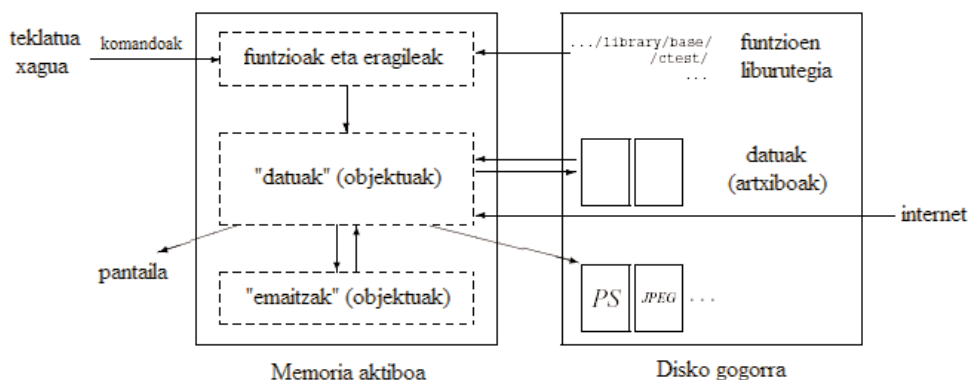 teklatua
xagua
komandoak
funtzioak eta eragileak
.../library/base/
/ctest/
...
funtzioen
liburutegia
"datuak" (objektuak)
datuak
(artxiboak)
internet
pantaila
"emaitzak" (objektuak)
PS
JPEG
...
Memoria aktiboa
Disko gogorra